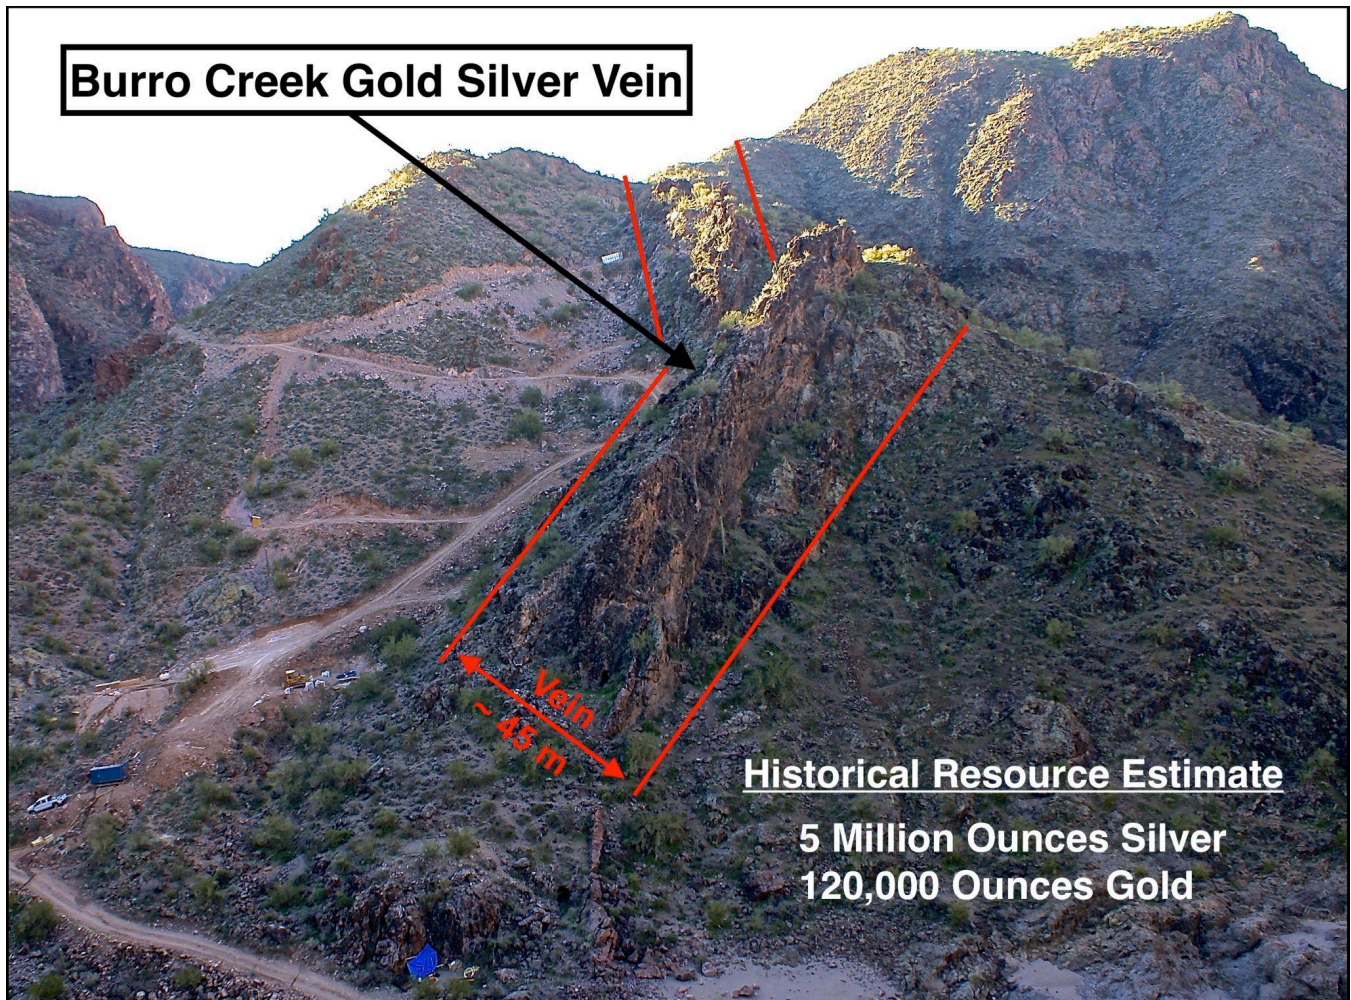 Burro Creek Gold Silver Vein
Vein
~ 45 m
Historical Resource Estimate
5 Million Ounces Silver
120,000 Ounces Gold